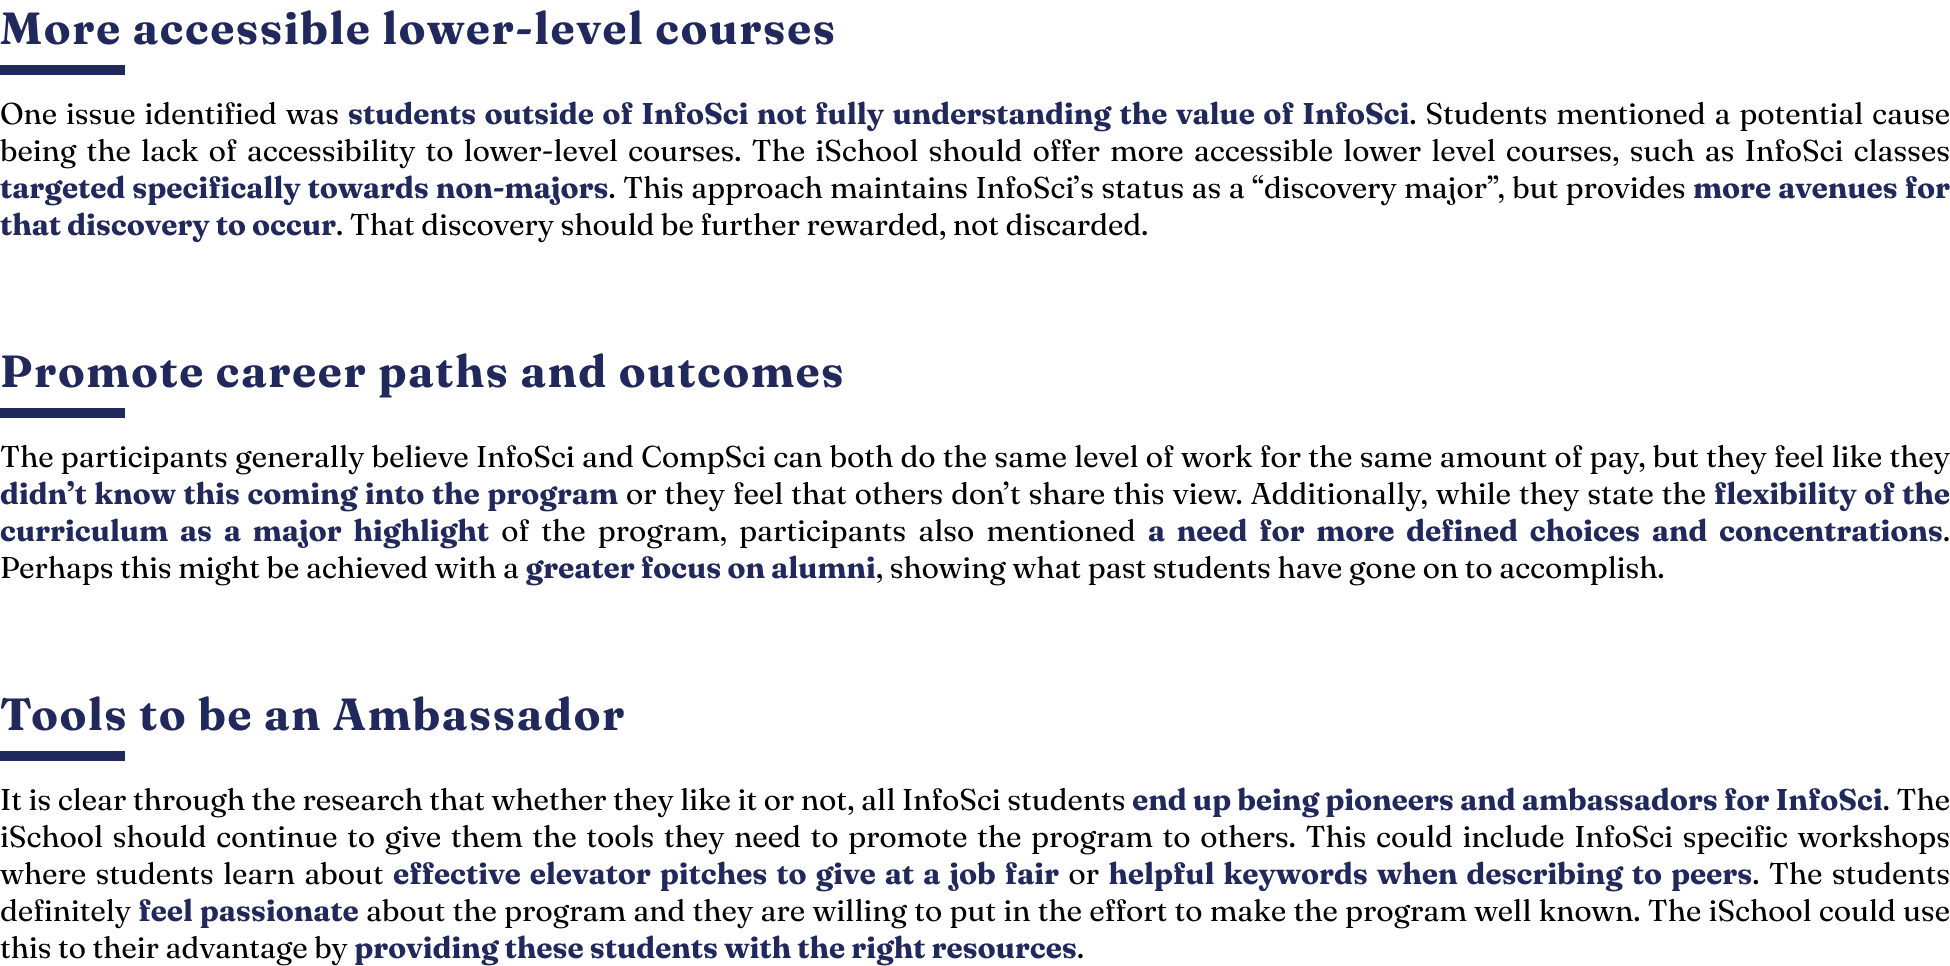 More accessible lower-level courses
One issue identified was students outside of InfoSci not fully understanding the value of InfoSci. Students mentioned a potential cause
being the lack of accessibility to lower-level courses. The iSchool should offer more accessible lower level courses, such as InfoSci classes
targeted specifically towards non-majors. This approach maintains InfoSci’s status as a “discovery major”, but provides more avenues for
that discovery to occur. That discovery should be further rewarded, not discarded.
Promote career paths and outcomes
The participants generally believe InfoSci and CompSci can both do the same level of work for the same amount of pay, but they feel like they
didn’t know this coming into the program or they feel that others don’t share this view. Additionally, while they state the flexibility of the
curriculum as a major highlight of the program, participants also mentioned a need for more defined choices and concentrations.
Perhaps this might be achieved with a greater focus on alumni, showing what past students have gone on to accomplish.
Tools to be an Ambassador
It is clear through the research that whether they like it or not, all InfoSci students end up being pioneers and ambassadors for InfoSci. The
iSchool should continue to give them the tools they need to promote the program to others. This could include InfoSci specific workshops
where students learn about effective elevator pitches to give at a job fair or helpful keywords when describing to peers. The students
definitely feel passionate about the program and they are willing to put in the effort to make the program well known. The iSchool could use
this to their advantage by providing these students with the right resources.